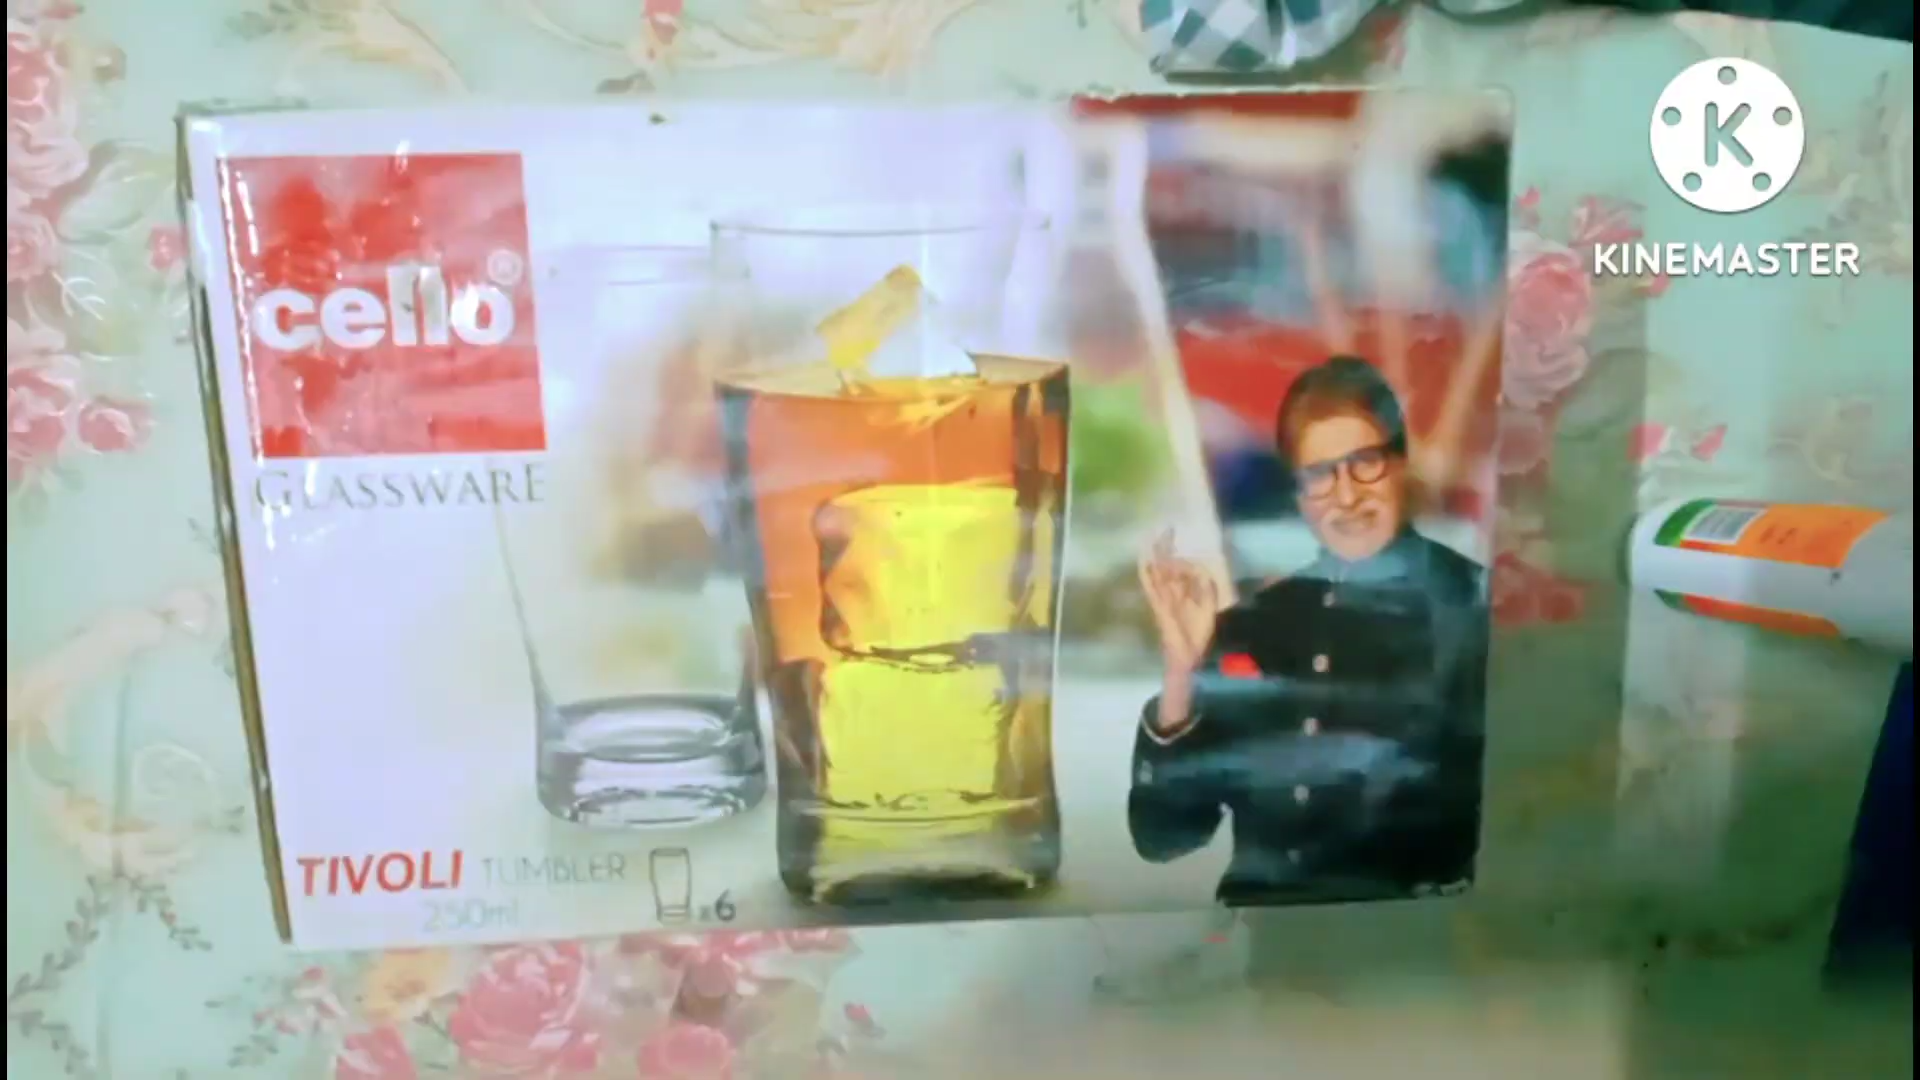 KINEMASTER
cello®
GLASSWARE
TIVOLI TUMBLER
250ml
x6